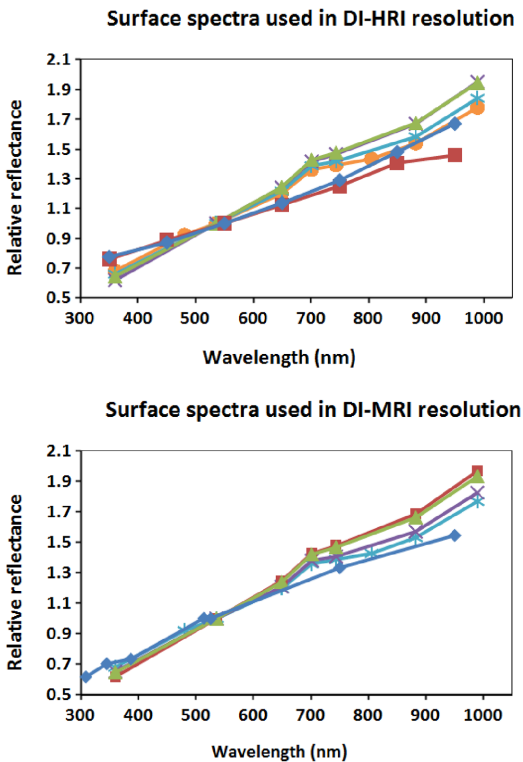 Surface spectra used in DI-HRI resolution
2.1
1.9
1.7
1.5
1.3
1.1
0.9
0.7
0.5
Relative reflectance
300 400 500 600 700 800 900 1000
Wavelength (nm)
Surface spectra used in DI-MRI resolution
2.1
1.9
1.7
1.5
1.3
1.1
0.9
0.7
0.5
Relative reflectance
300 400 500 600 700 800 900 1000
Wavelength (nm)